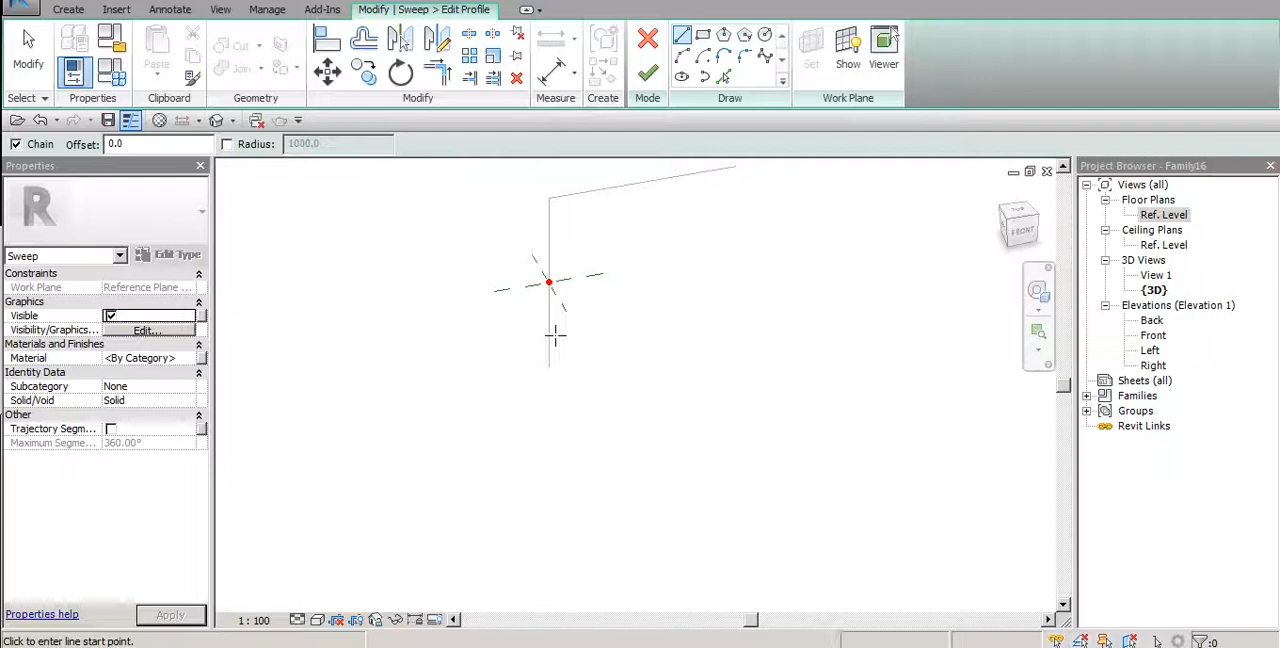 Create Insert Annotate View Manage Add-Ins Modify | Sweep > Edit Profile
Modify
Paste
Cut
Join
Set Show Viewer
Select Properties Clipboard Geometry Modify Measure Create Mode Draw Work Plane
Chain Offset: 0.0 Radius: 1000.0
Properties
R
Sweep Edit Type
Constraints
Work Plane Reference Plane ...
Graphics
Visible
Visibility/Graphics... Edit...
Materials and Finishes
Material <By Category>
Identity Data
Subcategory None
Solid/Void Solid
Other
Trajectory Segm...
Maximum Segme... 360.00°
Properties help Apply
TOP
FRONT
Project Browser - Family16
Views (all)
Floor Plans
Ref. Level
Ceiling Plans
Ref. Level
3D Views
View 1
{3D}
Elevations (Elevation 1)
Back
Front
Left
Right
Sheets (all)
Families
Groups
Revit Links
1 : 100
Click to enter line start point.
:0